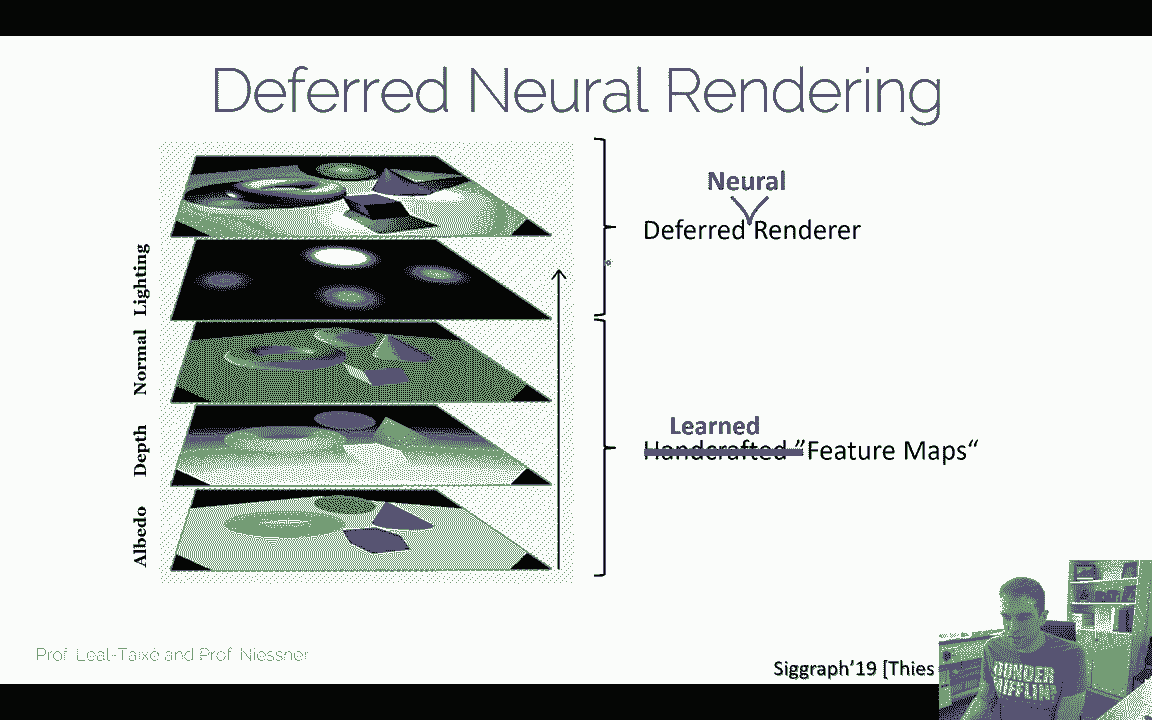 Deferred Neural Rendering
Neural
Deferred Renderer
Lighting
Normal
Learned
Handcrafted ”Feature Maps“
Depth
Albedo
Prof. Leal-Taixé and Prof. Niessner
Siggraph’19 [Thies
DUNDER
MIFFLIN